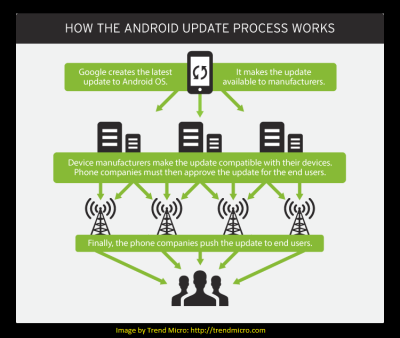 HOW THE ANDROID UPDATE PROCESS WORKS
Google creates the latest
update to Android OS.
It makes the update
available to manufacturers.
Device manufacturers make the update compatible with their devices.
Phone companies must then approve the update for the end users.
Finally, the phone companies push the update to end users.
Image by Trend Micro: http://trendmicro.com